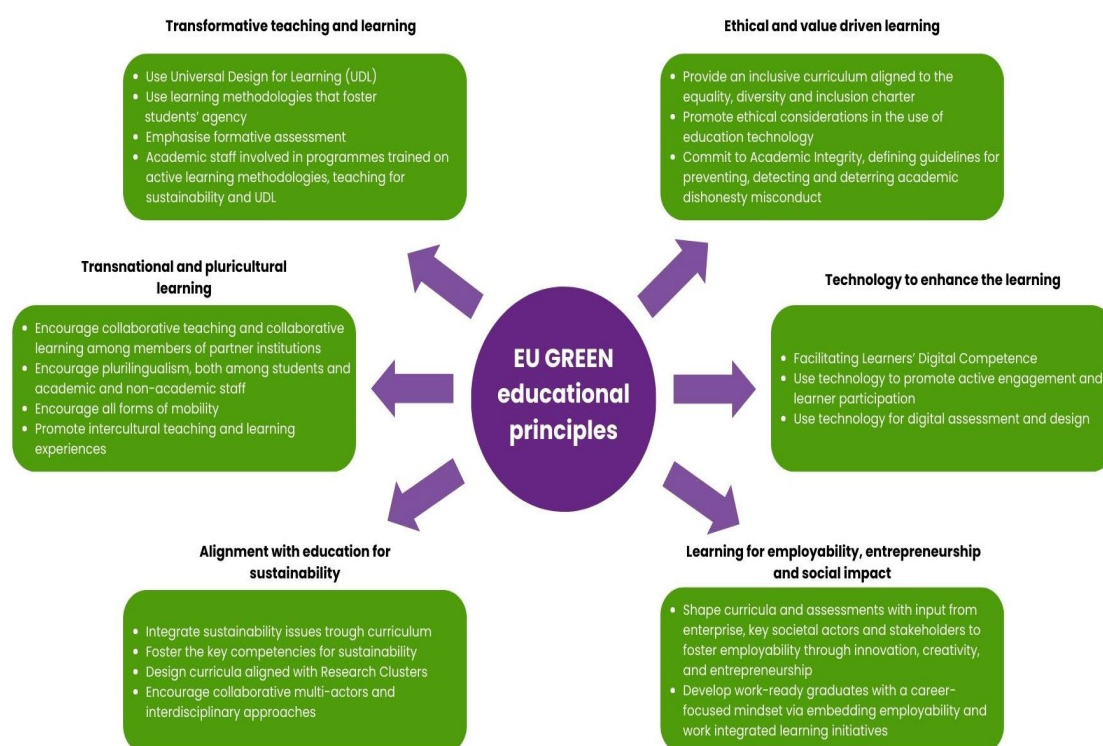 Transformative teaching and learning
• Use Universal Design for Learning (UDL)
• Use learning methodologies that foster
students' agency
• Emphasise formative assessment
• Academic staff involved in programmes trained on
active learning methodologies, teaching for
sustainability and UDL
Ethical and value driven learning
• Provide an inclusive curriculum aligned to the
equality, diversity and inclusion charter
• Promote ethical considerations in the use of
education technology
• Commit to Academic Integrity, defining guidelines for
preventing, detecting and deterring academic
dishonesty misconduct
Transnational and pluricultural
learning
• Encourage collaborative teaching and collaborative
learning among members of partner institutions
• Encourage plurilingualism, both among students and
academic and non-academic staff
• Encourage all forms of mobility
• Promote intercultural teaching and learning
experiences
EU GREEN
educational
principles
Technology to enhance the learning
• Facilitating Learners' Digital Competence
• Use technology to promote active engagement and
learner participation
• Use technology for digital assessment and design
Alignment with education for
sustainability
• Integrate sustainability issues trough curriculum
• Foster the key competencies for sustainability
• Design curricula aligned with Research Clusters
• Encourage collaborative multi-actors and
interdisciplinary approaches
Learning for employability, entrepreneurship
and social impact
• Shape curricula and assessments with input from
enterprise, key societal actors and stakeholders to
foster employability through innovation, creativity,
and entrepreneurship
• Develop work-ready graduates with a career-
focused mindset via embedding employability and
work integrated learning initiatives